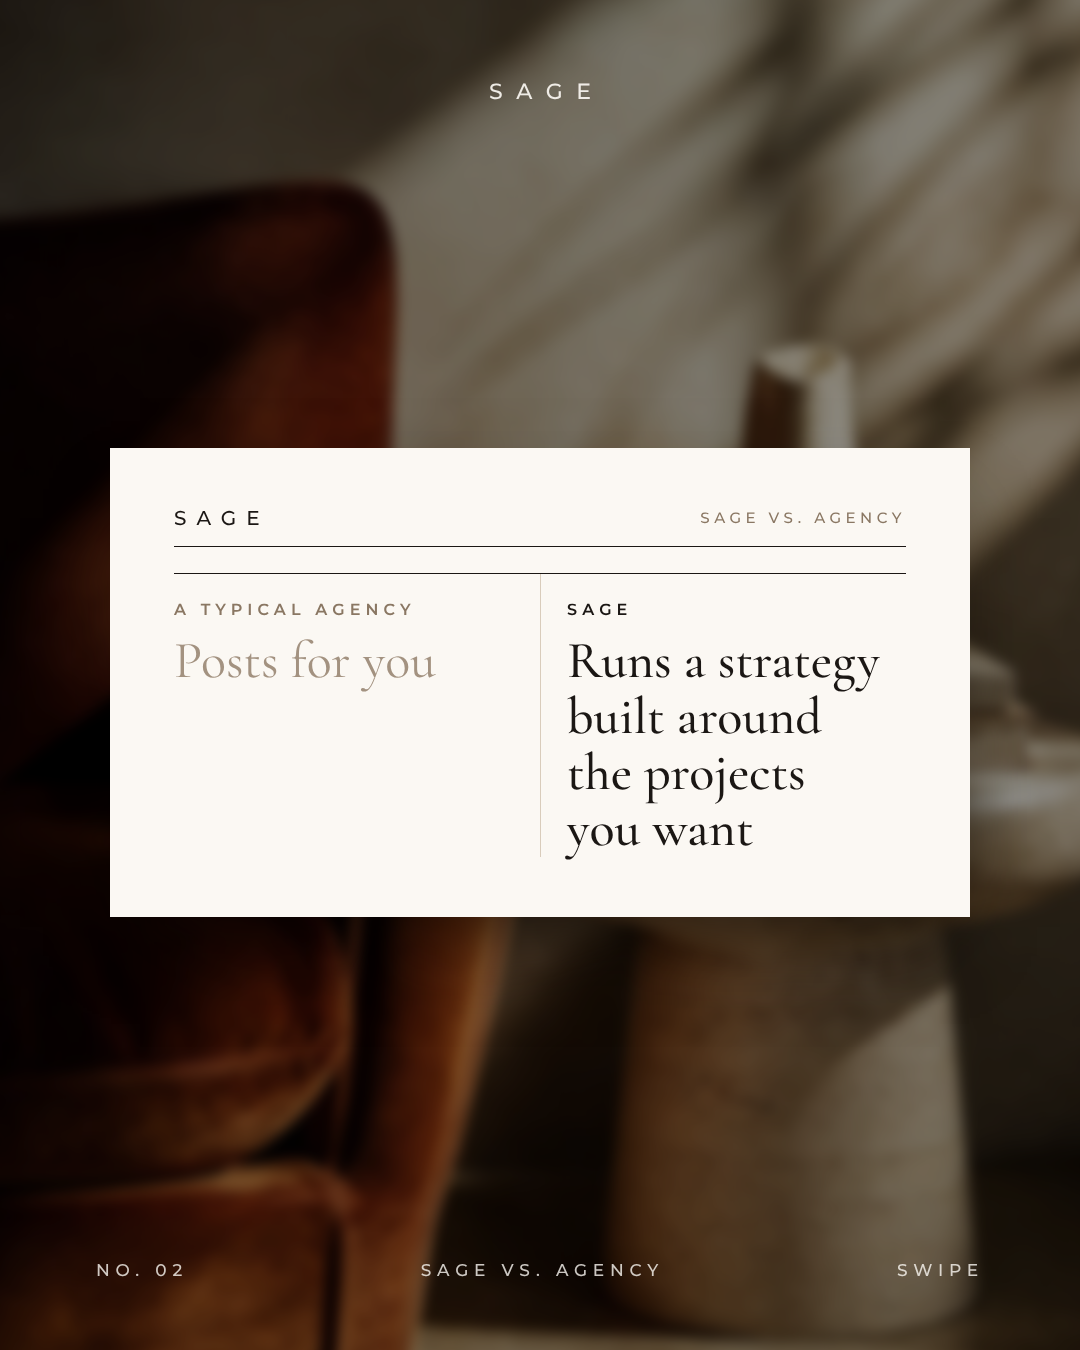 SAGE
SAGE
SAGE VS. AGENCY
A TYPICAL AGENCY
Posts for you
SAGE
Runs a strategy
built around
the projects
you want
NO. 02
SAGE VS. AGENCY
SWIPE